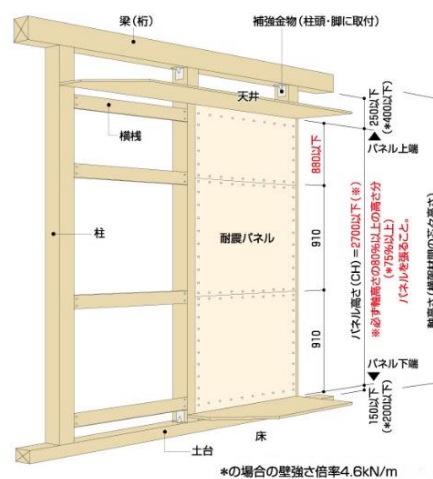 梁（桁）
補強金物（柱頭・脚に取付）
天井
横桟
柱
耐震パネル
880以下
910
910
250以下
（*400以下）
パネル上端
パネル高さ（CH）＝2700以下（※）
※必ず軸高さの80%以上の高さ分
（*75%以上）
パネルを張ること。
パネル下端
150以下
（*200以下）
床
土台
*の場合の壁強さ倍率4.6kN/m